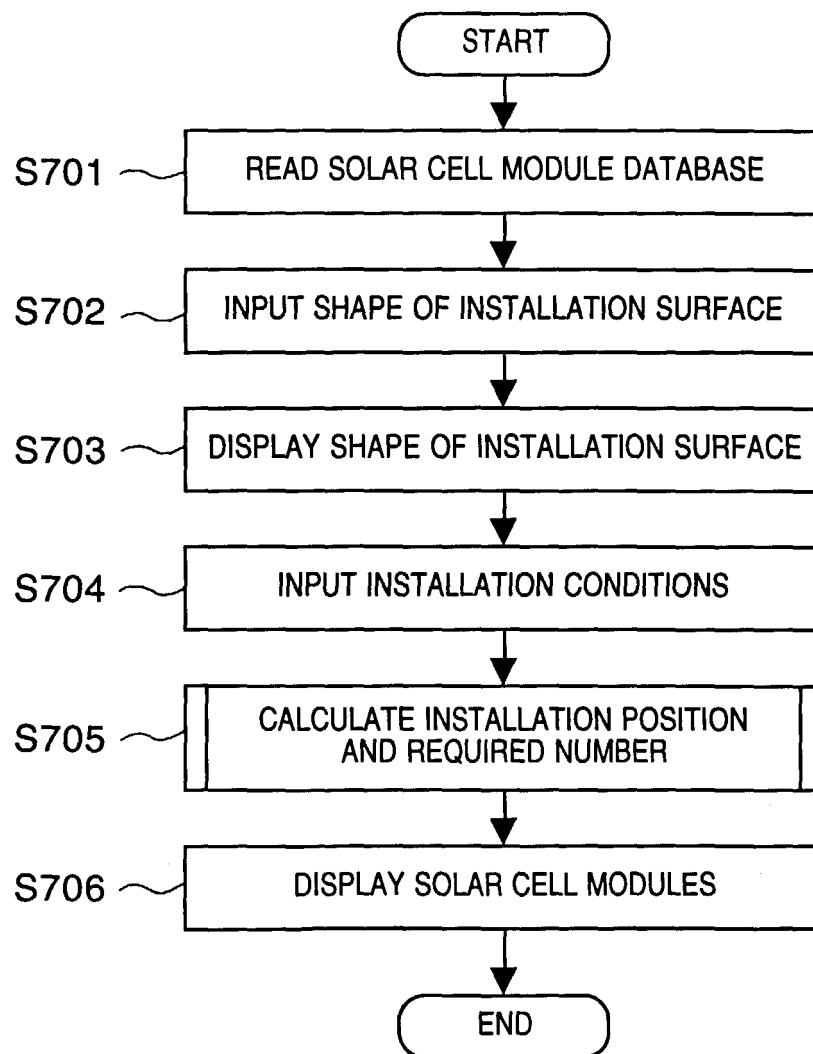 START
S701
READ SOLAR CELL MODULE DATABASE
S702
INPUT SHAPE OF INSTALLATION SURFACE
S703
DISPLAY SHAPE OF INSTALLATION SURFACE
S704
INPUT INSTALLATION CONDITIONS
S705
CALCULATE INSTALLATION POSITION
AND REQUIRED NUMBER
S706
DISPLAY SOLAR CELL MODULES
END